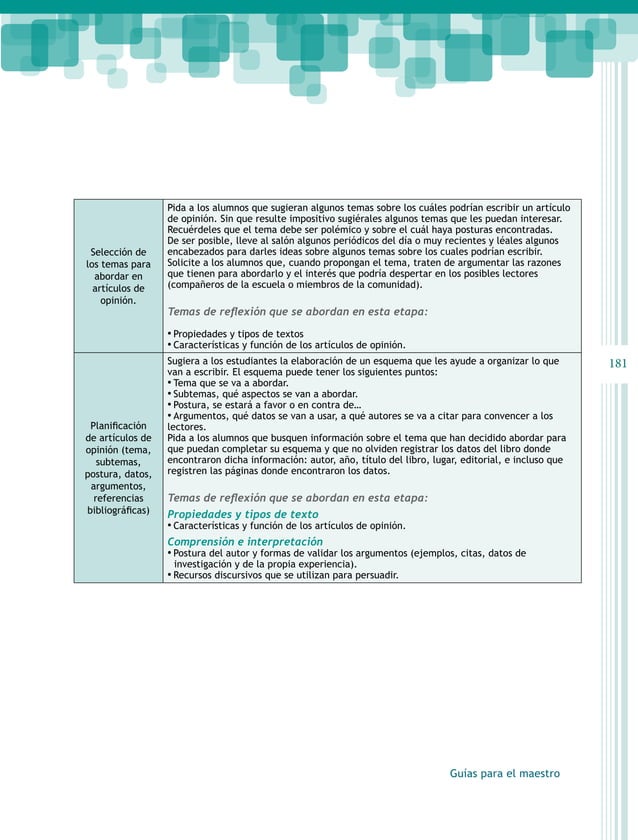 Selección de
los temas para
abordar en
artículos de
opinión.
Pida a los alumnos que sugieran algunos temas sobre los cuáles podrían escribir un artículo
de opinión. Sin que resulte impositivo sugiérales algunos temas que les puedan interesar.
Recuérdeles que el tema debe ser polémico y sobre el cuál haya posturas encontradas.
De ser posible, lleve al salón algunos periódicos del día o muy recientes y léales algunos
encabezados para darles ideas sobre algunos temas sobre los cuales podrían escribir.
Solicite a los alumnos que, cuando propongan el tema, traten de argumentar las razones
que tienen para abordarlo y el interés que podría despertar en los posibles lectores
(compañeros de la escuela o miembros de la comunidad).
Temas de reflexión que se abordan en esta etapa:
• Propiedades y tipos de textos
• Características y función de los artículos de opinión.
181
Planificación
de artículos de
opinión (tema,
subtemas,
postura, datos,
argumentos,
referencias
bibliográficas)
Sugiera a los estudiantes la elaboración de un esquema que les ayude a organizar lo que
van a escribir. El esquema puede tener los siguientes puntos:
• Tema que se va a abordar.
• Subtemas, qué aspectos se van a abordar.
• Postura, se estará a favor o en contra de…
• Argumentos, qué datos se van a usar, a qué autores se va a citar para convencer a los
lectores.
Pida a los alumnos que busquen información sobre el tema que han decidido abordar para
que puedan completar su esquema y que no olviden registrar los datos del libro donde
encontraron dicha información: autor, año, título del libro, lugar, editorial, e incluso que
registren las páginas donde encontraron los datos.
Temas de reflexión que se abordan en esta etapa:
Propiedades y tipos de texto
• Características y función de los artículos de opinión.
Comprensión e interpretación
• Postura del autor y formas de validar los argumentos (ejemplos, citas, datos de
investigación y de la propia experiencia).
• Recursos discursivos que se utilizan para persuadir.
Guías para el maestro